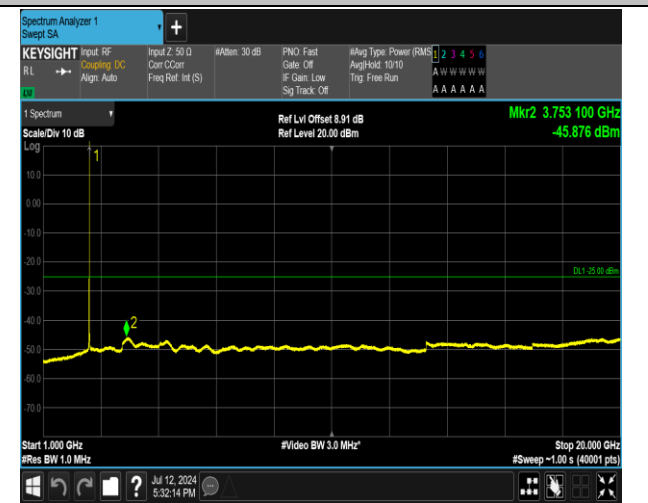 Spectrum Analyzer 1
Swept SA
+
KEYSIGHT
RL
Input: RF
Coupling: DC
Align: Auto
Input Z: 50 Ω
Corr CCorr
Freq Ref: Int (S)
#Atten: 30 dB
PNO: Fast
Gate: Off
IF Gain: Low
Sig Track: Off
#Avg Type: Power (RMS
Avg|Hold: 10/10
Trig: Free Run
1 2 3 4 5 6
A W W W W W
A A A A A A
1 Spectrum
Scale/Div 10 dB
Ref Lvl Offset 8.91 dB
Ref Level 20.00 dBm
Mkr2 3.753 100 GHz
-45.876 dBm
Log
1
10.0
0.00
-10.0
-20.0
DL1 -25.00 dBm
-30.0
-40.0
2
-50.0
-60.0
-70.0
Start 1.000 GHz
#Res BW 1.0 MHz
#Video BW 3.0 MHz*
Stop 20.000 GHz
#Sweep ~1.00 s (40001 pts)
?
Jul 12, 2024
5:32:14 PM